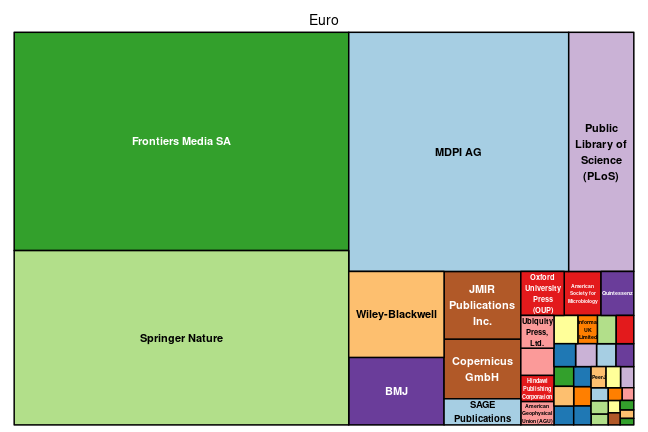 Euro
Frontiers Media SA
MDPI AG
Public
Library of
Science
(PLoS)
Springer Nature
Wiley-Blackwell
BMJ
JMIR
Publications
Inc.
Copernicus
GmbH
SAGE
Publications
Oxford
University
Press
(OUP)
American
Society for
Microbiology
Quintessenz
Ubiquity
Press,
Ltd.
Informa
UK
Limited
Hindawi
Publishing
Corporation
American
Geophysical
Union (AGU)
PeerJ